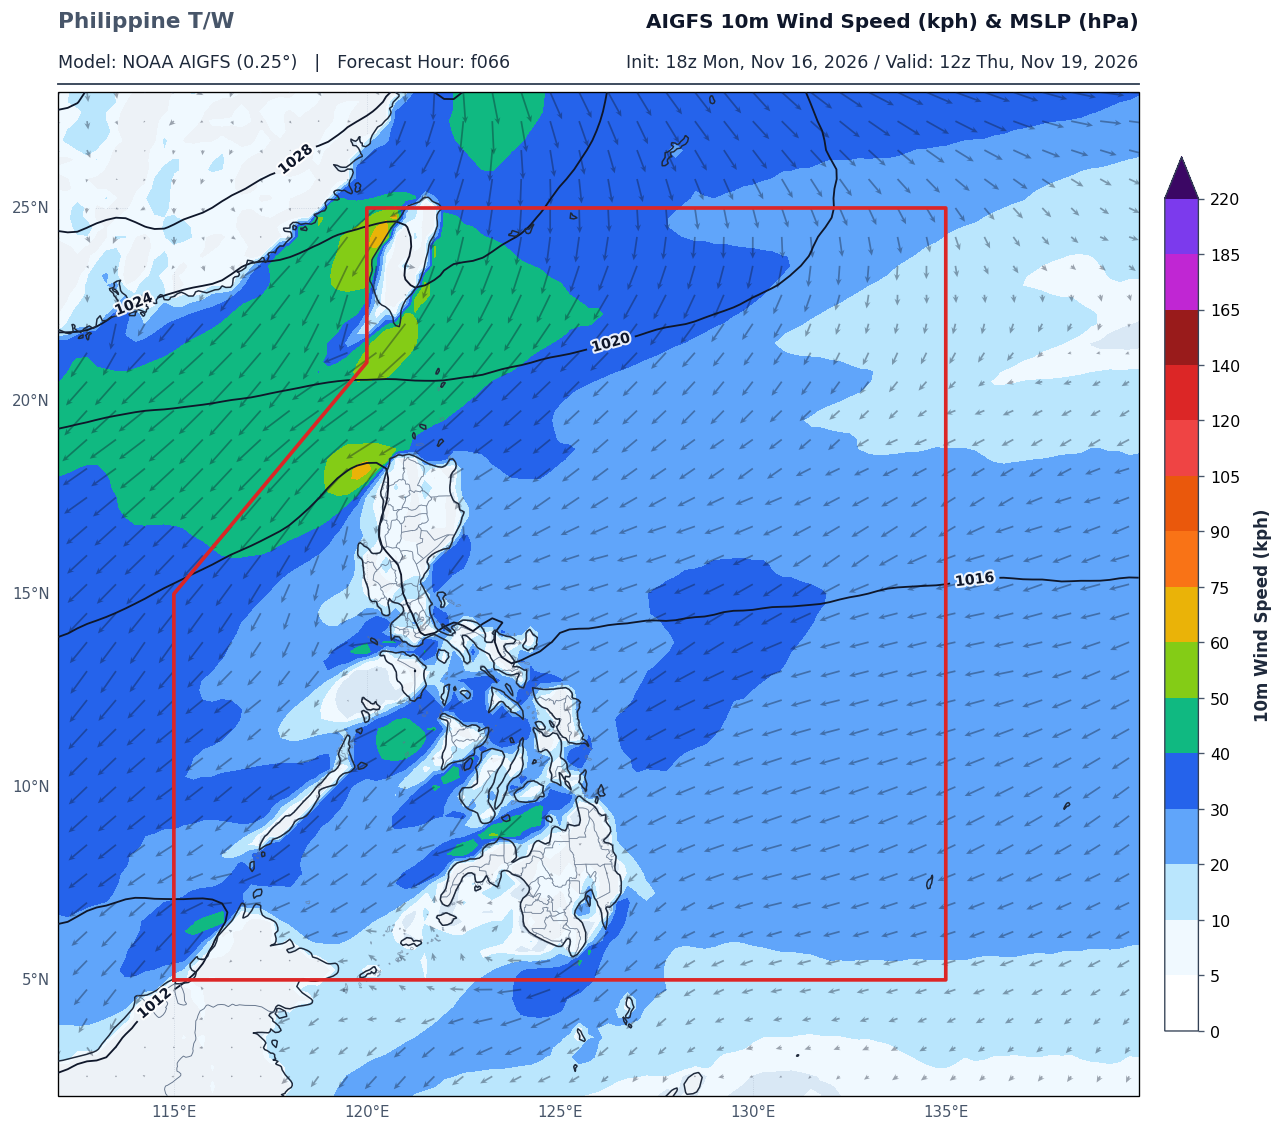 Philippine T/W
AIGFS 10m Wind Speed (kph) & MSLP (hPa)
Model: NOAA AIGFS (0.25°)   |   Forecast Hour: f066
Init: 18z Mon, Nov 16, 2026 / Valid: 12z Thu, Nov 19, 2026
1028
1024
1020
1016
1012
25°N
20°N
15°N
10°N
5°N
115°E
120°E
125°E
130°E
135°E
220
185
165
140
120
105
90
75
60
50
40
30
20
10
5
0
10m Wind Speed (kph)